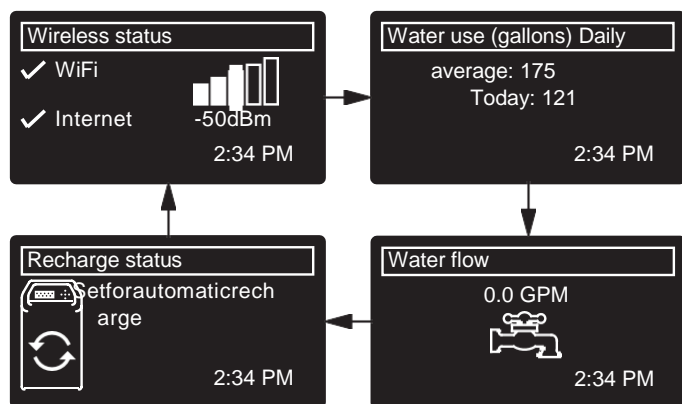 Wireless status
WiFi
Internet
-50dBm
2:34 PM
Water use (gallons) Daily
average: 175
Today: 121
2:34 PM
Recharge status
Setforautomaticrech
arge
2:34 PM
Water flow
0.0 GPM
2:34 PM